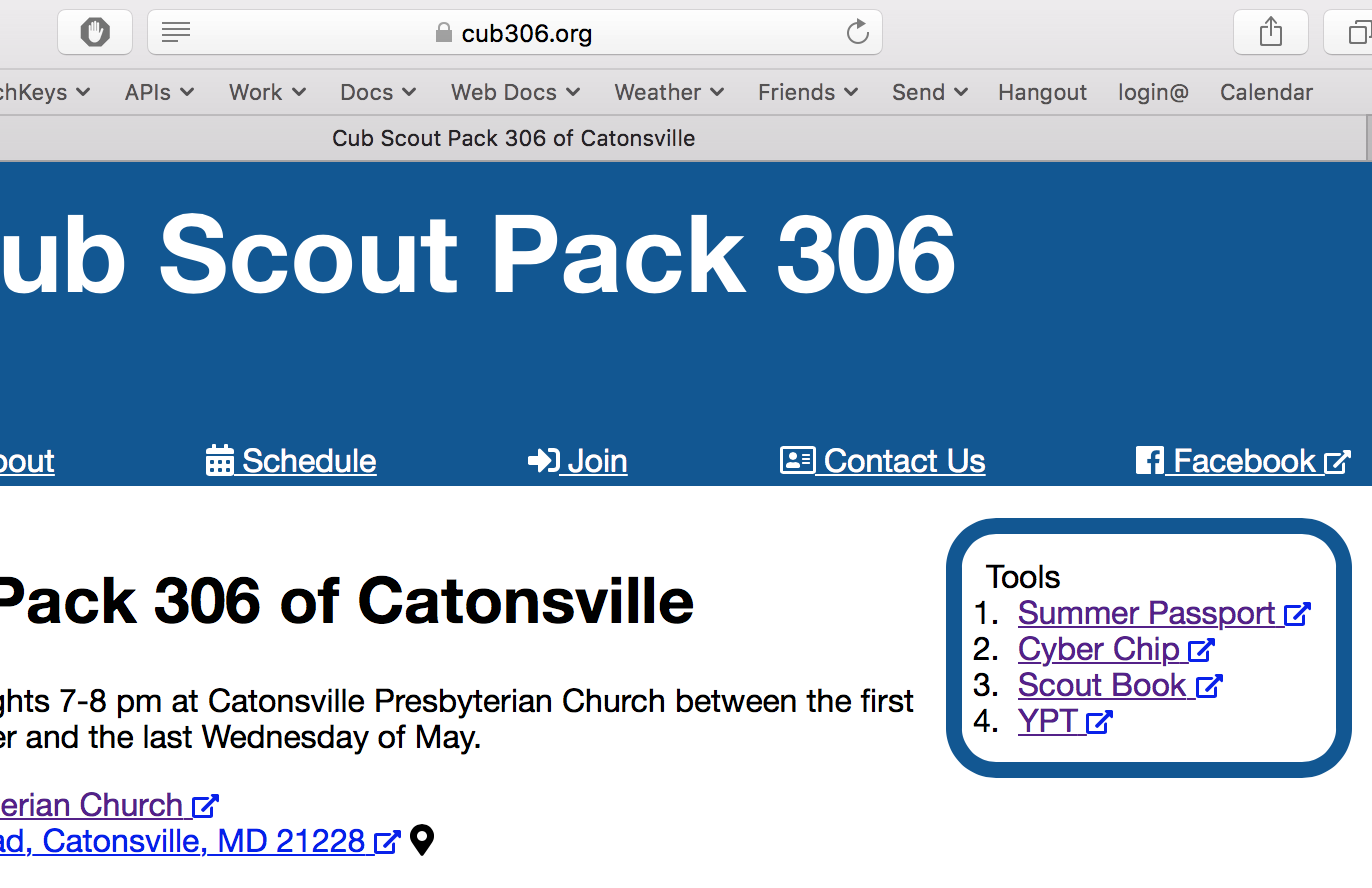 cub306.org
chKeys APIs Work Docs Web Docs Weather Friends Send Hangout login@ Calendar
Cub Scout Pack 306 of Catonsville
ub Scout Pack 306
out Schedule Join Contact Us Facebook
Pack 306 of Catonsville
Tools
1. Summer Passport
2. Cyber Chip
3. Scout Book
4. YPT
ghts 7-8 pm at Catonsville Presbyterian Church between the first
er and the last Wednesday of May.
erian Church
ad, Catonsville, MD 21228